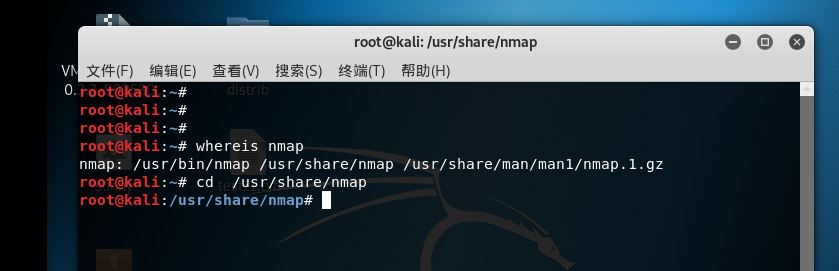 root@kali: /usr/share/nmap
VM
文件(F) 编辑(E) 查看(V) 搜索(S) 终端(T) 帮助(H)
0.
distrib
root@kali:~#
root@kali:~#
root@kali:~#
root@kali:~# whereis nmap
nmap: /usr/bin/nmap /usr/share/nmap /usr/share/man/man1/nmap.1.gz
root@kali:~# cd /usr/share/nmap
root@kali:/usr/share/nmap#